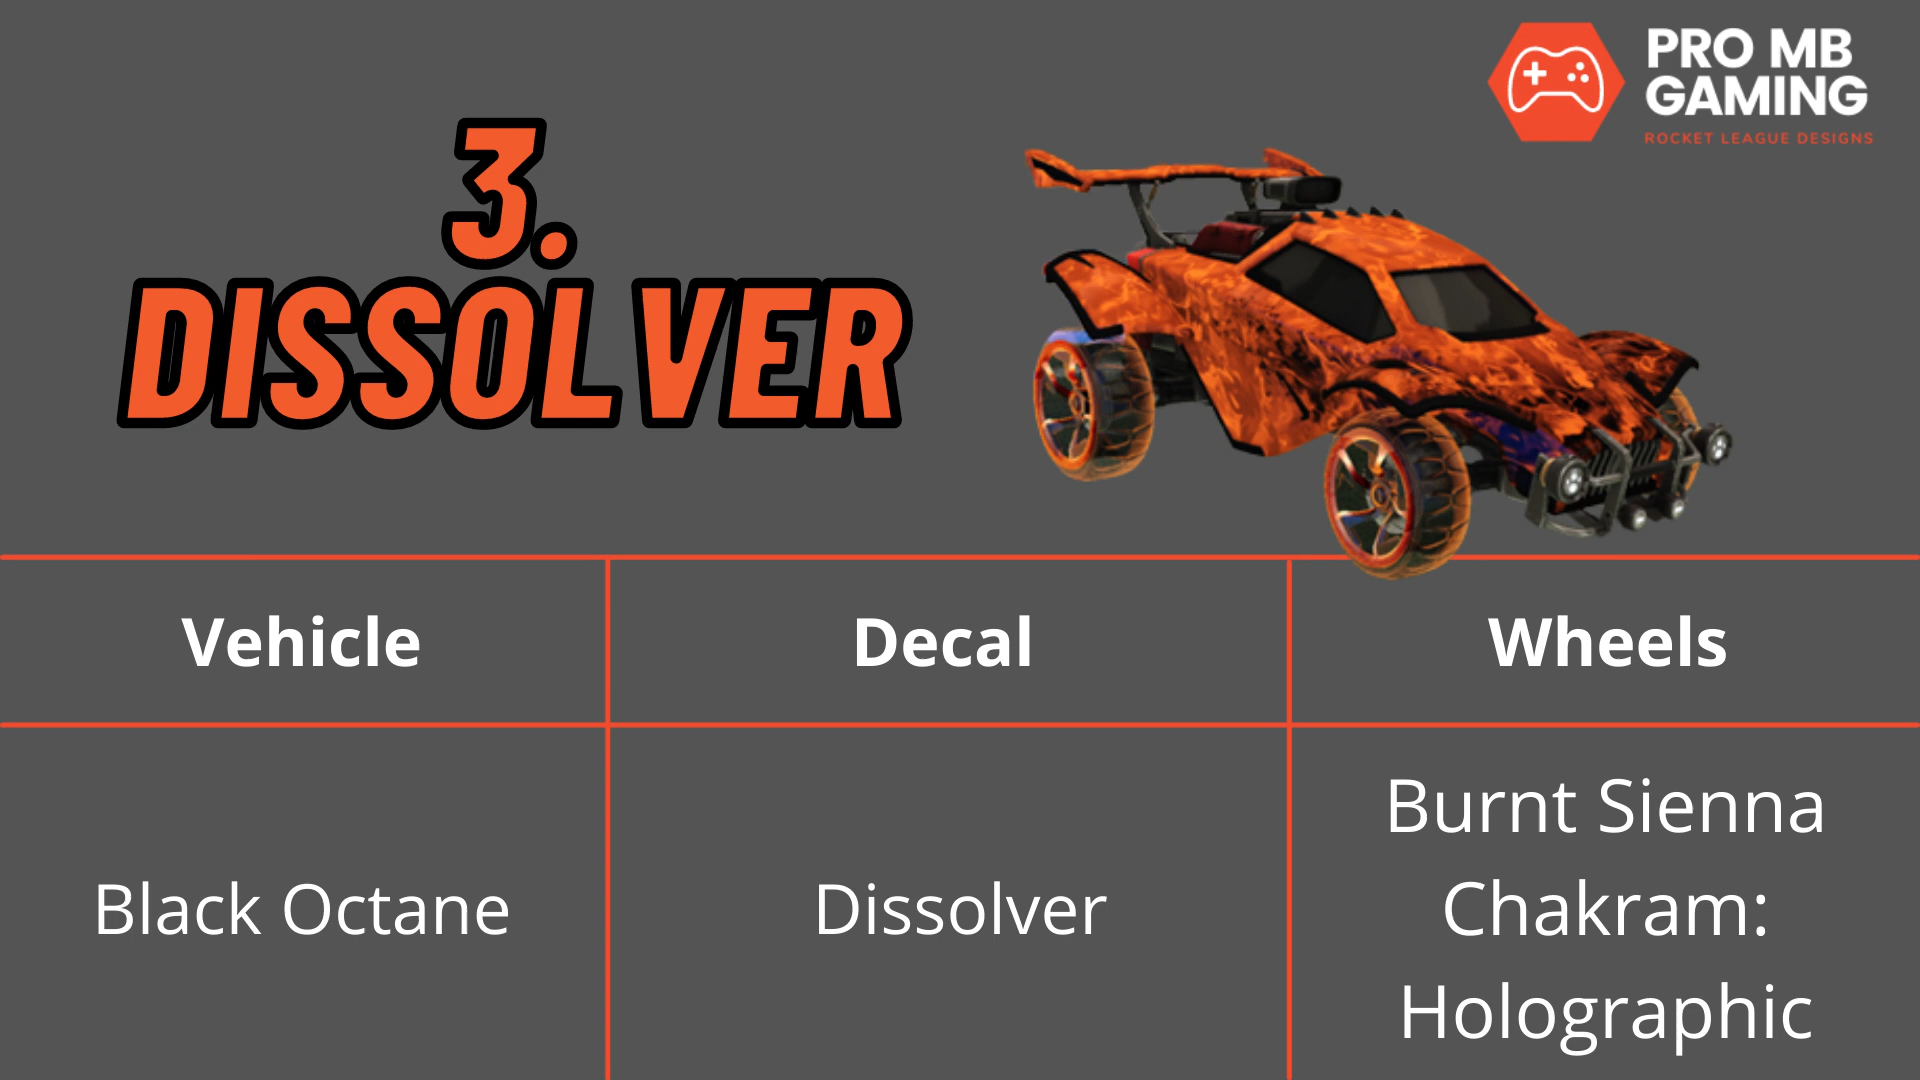 PRO MB
GAMING
ROCKET LEAGUE DESIGNS
3.
DISSOLVER
Vehicle
Decal
Wheels
Black Octane
Dissolver
Burnt Sienna
Chakram:
Holographic